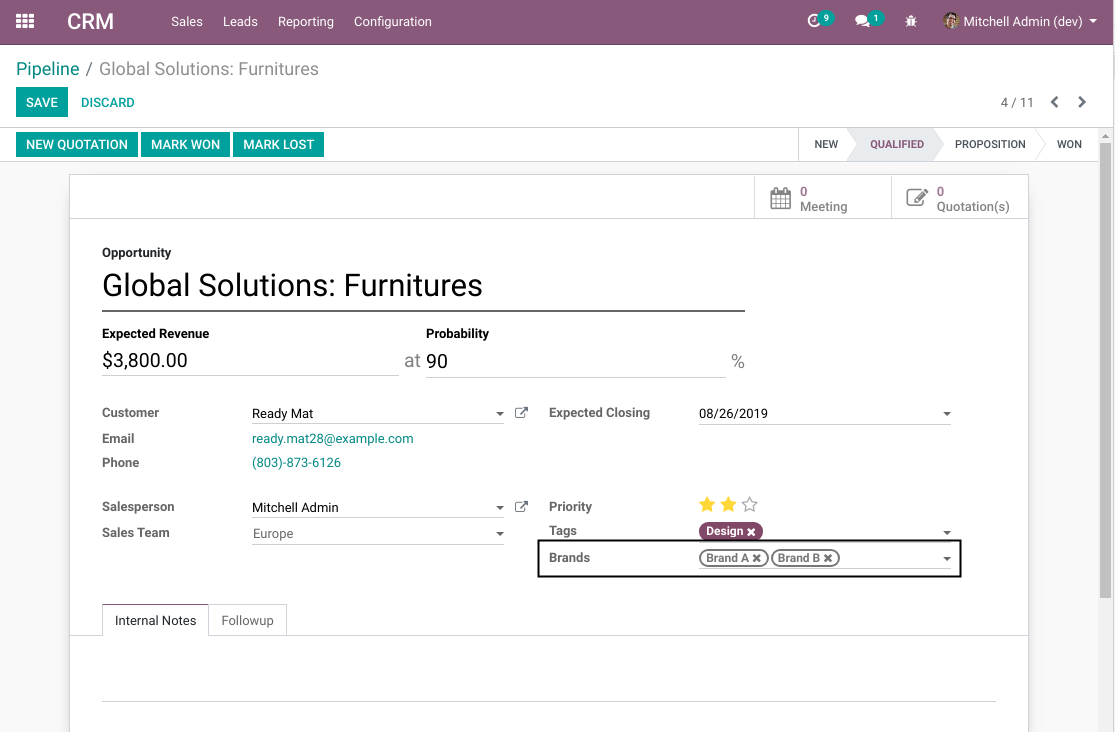 CRM Sales Leads Reporting Configuration 9 1 Mitchell Admin (dev)
Pipeline / Global Solutions: Furnitures
SAVE DISCARD 4 / 11
NEW QUOTATION MARK WON MARK LOST NEW QUALIFIED PROPOSITION WON
0 Meeting
0 Quotation(s)
Opportunity
Global Solutions: Furnitures
Expected Revenue Probability
$3,800.00 at 90 %
Customer Ready Mat Expected Closing 08/26/2019
Email ready.mat28@example.com
Phone (803)-873-6126
Salesperson Mitchell Admin Priority
Sales Team Europe Tags Design
Brands Brand A Brand B
Internal Notes Followup